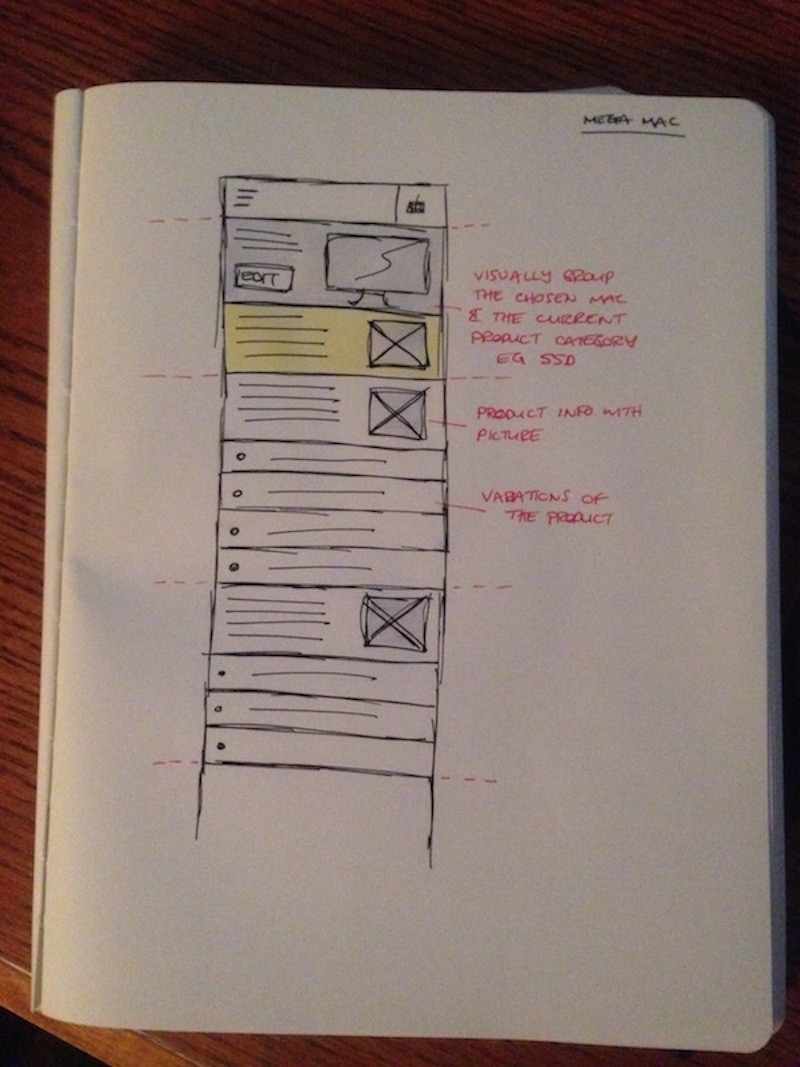 MEGA MAC
EDIT
VISUALLY GROUP
THE CHOSEN MAC
& THE CURRENT
PRODUCT CATEGORY
EG SSD
PRODUCT INFO WITH
PICTURE
VARATIONS OF
THE PRODUCT